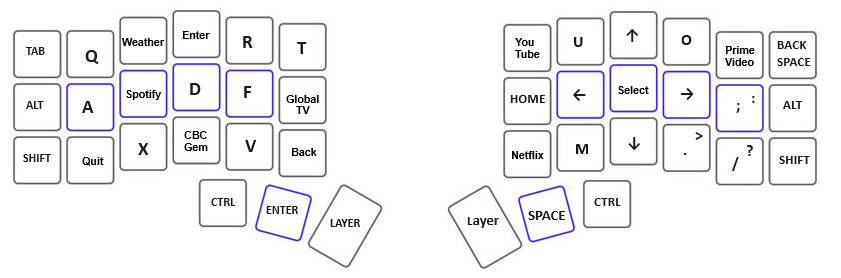 TAB
Q
Weather
Enter
R
T
You
Tube
U
↑
O
Prime
Video
BACK
SPACE
ALT
A
Spotify
D
F
Global
TV
HOME
←
Select
→
:
;
ALT
SHIFT
Quit
X
CBC
Gem
V
Back
Netflix
M
↓
>
.
?
/
SHIFT
CTRL
ENTER
LAYER
Layer
SPACE
CTRL